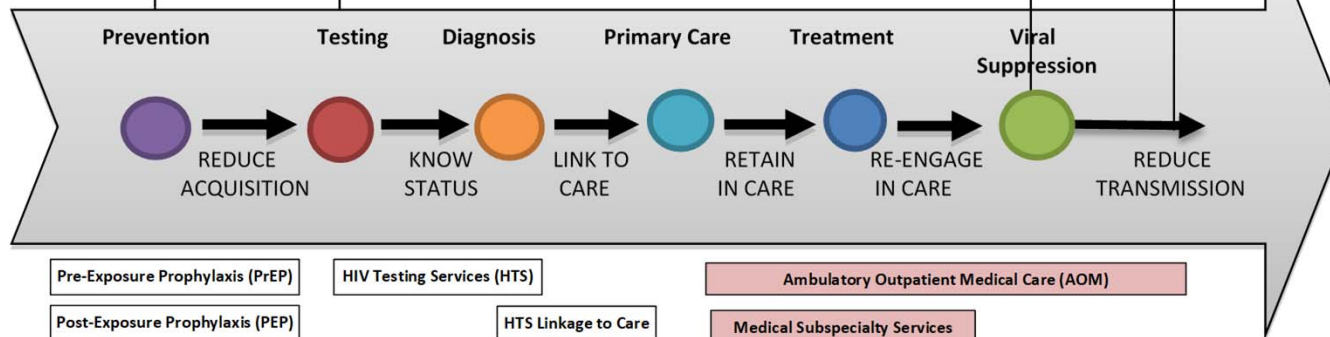 Prevention
Testing
Diagnosis
Primary Care
Treatment
Viral
Suppression
REDUCE
ACQUISITION
KNOW
STATUS
LINK TO
CARE
RETAIN
IN CARE
RE-ENGAGE
IN CARE
REDUCE
TRANSMISSION
Pre-Exposure Prophylaxis (PrEP)
HIV Testing Services (HTS)
Ambulatory Outpatient Medical Care (AOM)
Post-Exposure Prophylaxis (PEP)
HTS Linkage to Care
Medical Subspecialty Services